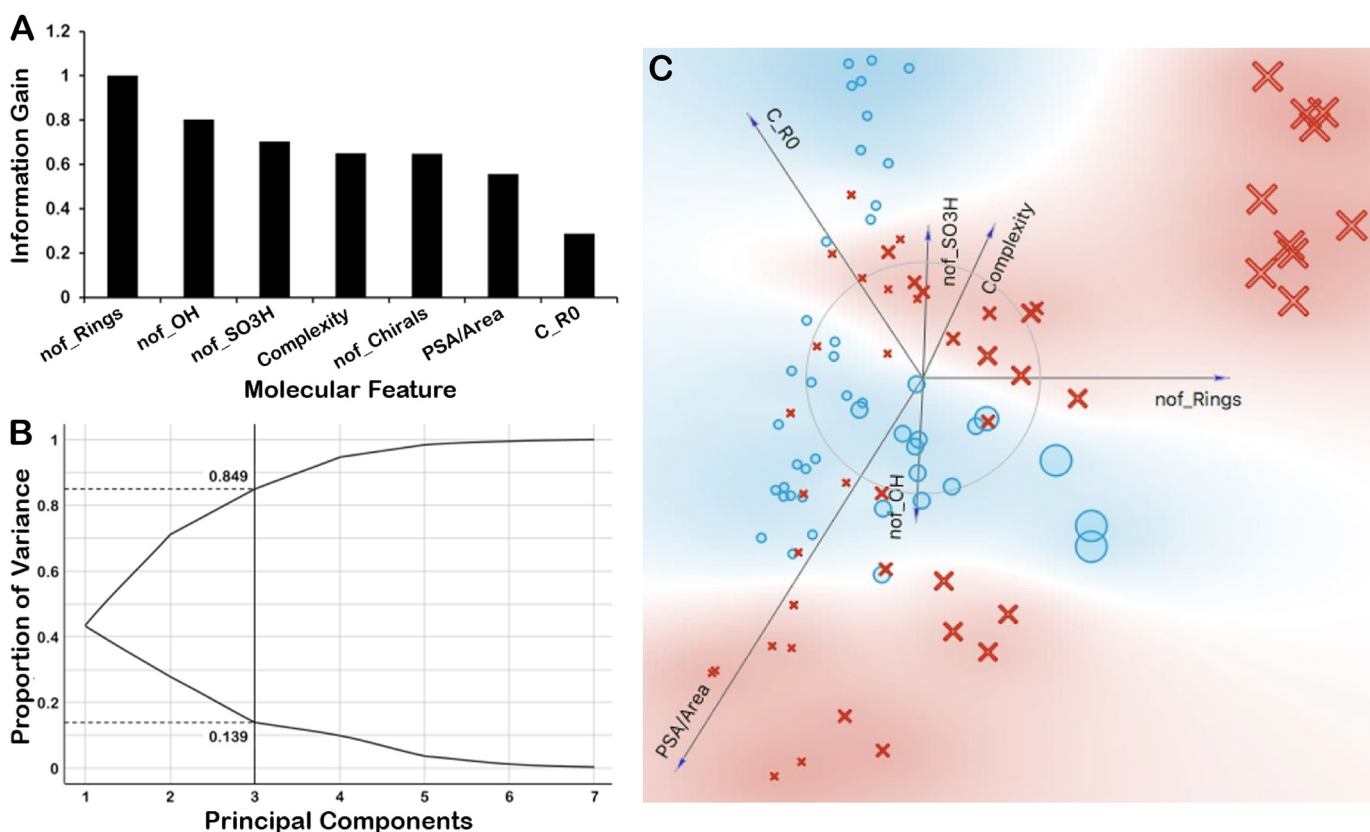 A
1.2
1
0.8
0.6
0.4
0.2
0
Information Gain
nof_Rings
nof_OH
nof_SO3H
Complexity
nof_Chirals
PSA/Area
C_R0
Molecular Feature
B
1
0.8
0.6
0.4
0.2
0
Proportion of Variance
0.849
0.139
1 2 3 4 5 6 7
Principal Components
C
C_R0
nof_SO3H
Complexity
nof_Rings
nof_OH
PSA/Area